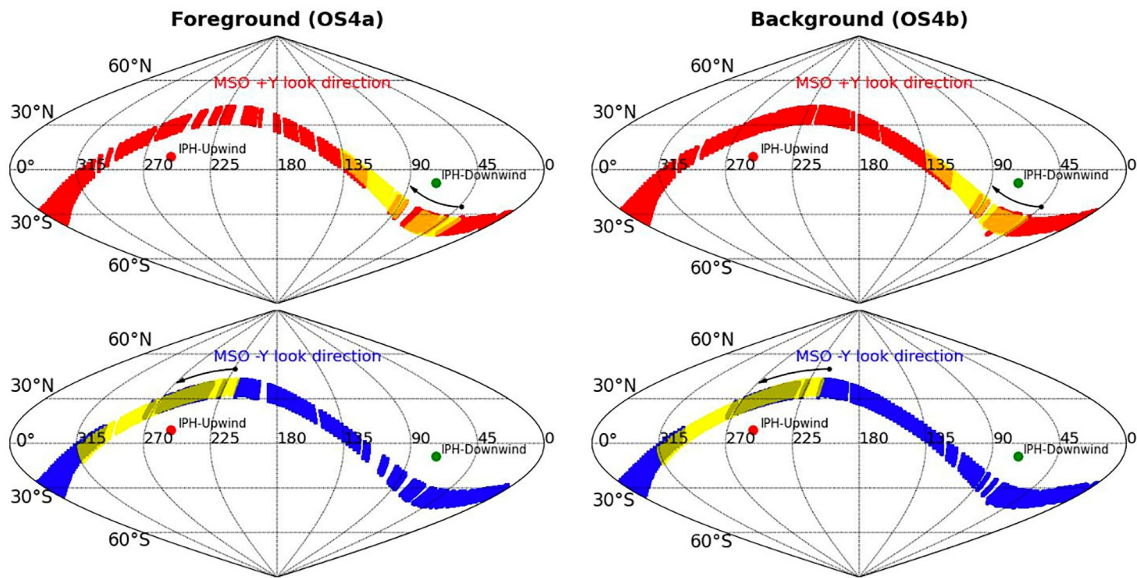 Foreground (OS4a)
Background (OS4b)
60°N
MSO +Y look direction
30°N
IPH-Upwind
0°
315
270
225
180
135
90
45
0
IPH-Downwind
30°S
60°S
60°N
MSO +Y look direction
30°N
IPH-Upwind
0°
315
270
225
180
135
90
45
0
IPH-Downwind
30°S
60°S
60°N
MSO -Y look direction
30°N
IPH-Upwind
0°
315
270
225
180
135
90
45
0
IPH-Downwind
30°S
60°S
60°N
MSO -Y look direction
30°N
IPH-Upwind
0°
315
270
225
180
135
90
45
0
IPH-Downwind
30°S
60°S